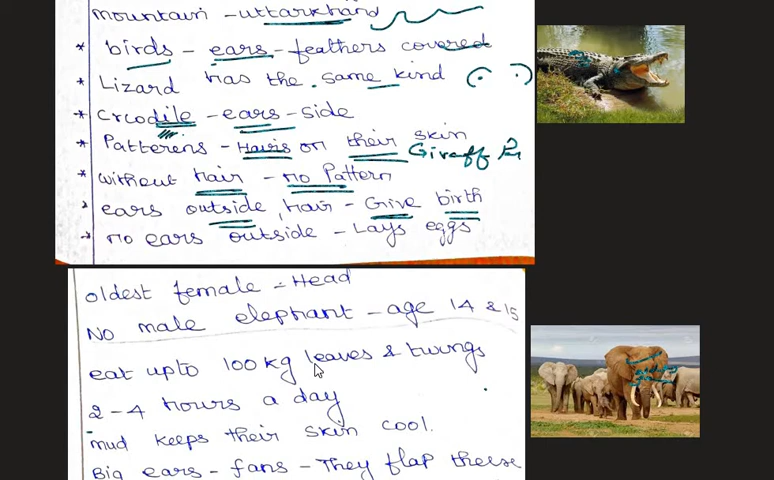 mountain - uttarkhand
* birds - ears - feathers covered
* Lizard has the same kind
* Crcodile - ears - side
* Patterens - Hairs on their skin
Giraff
* without hair - no Pattern
ears outside, hair - Give birth
→ no ears outside - Lays eggs
oldest female - Head
No male elephant - age 14 & 15
eat upto 100 kg leaves & twings
2-4 hours a day
mud keeps their skin cool.
Big ears - fans - They flap these